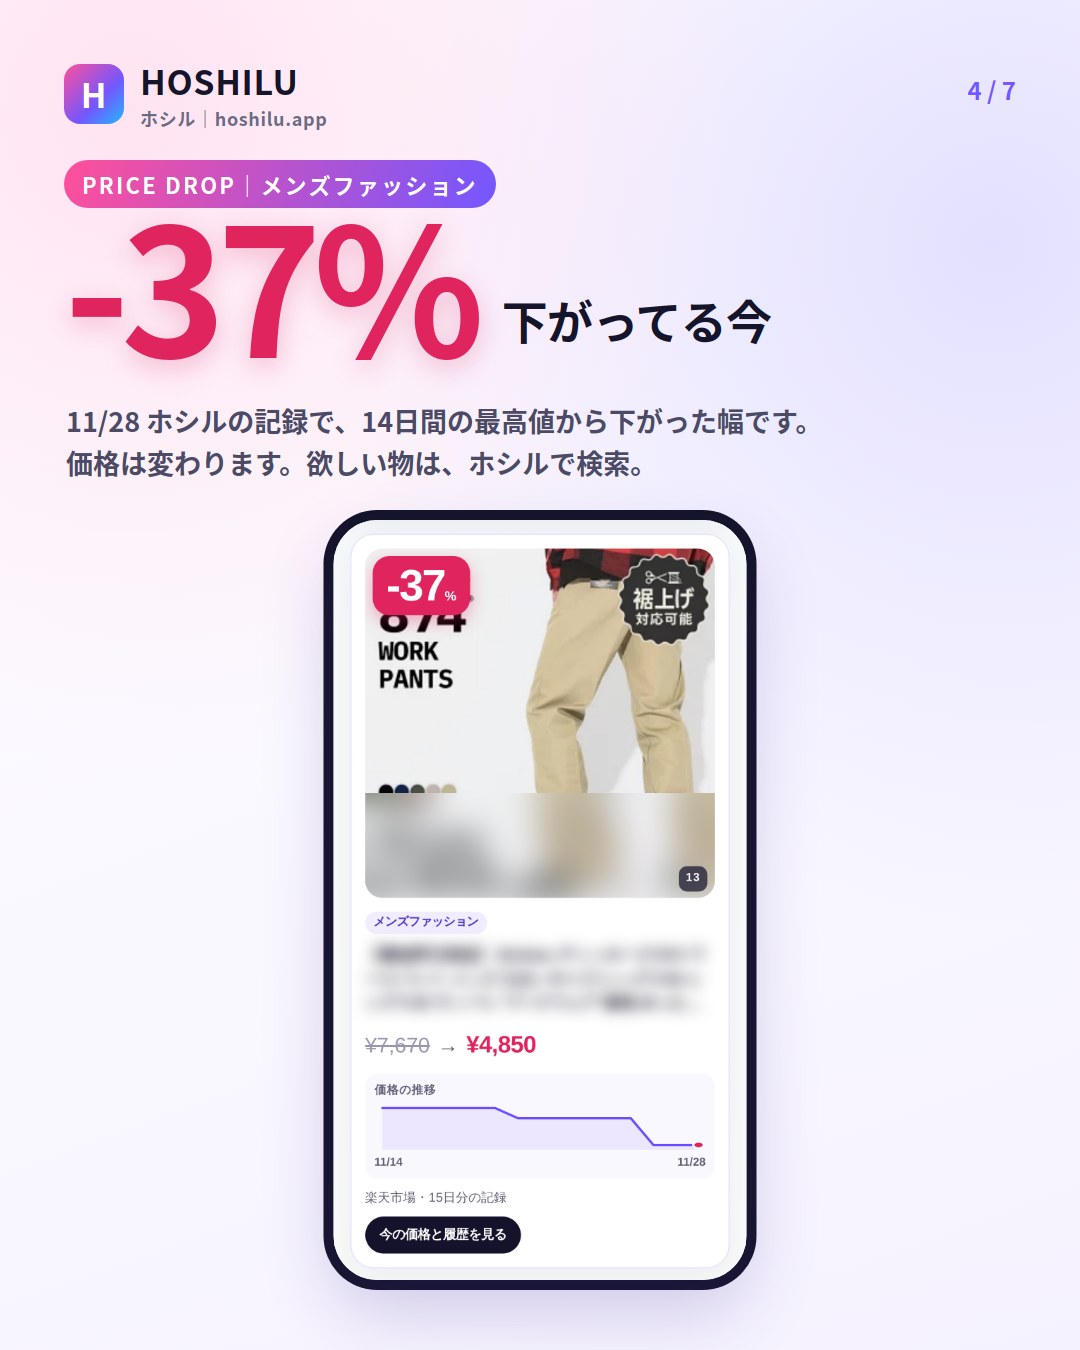 H
HOSHILU
ホシル｜hoshilu.app
4 / 7
PRICE DROP｜メンズファッション
-37% 下がってる今
11/28 ホシルの記録で、14日間の最高値から下がった幅です。
価格は変わります。欲しい物は、ホシルで検索。
-37%
874
WORK
PANTS
裾上げ
対応可能
13
メンズファッション
¥7,670 → ¥4,850
価格の推移
11/14 11/28
楽天市場・15日分の記録
今の価格と履歴を見る